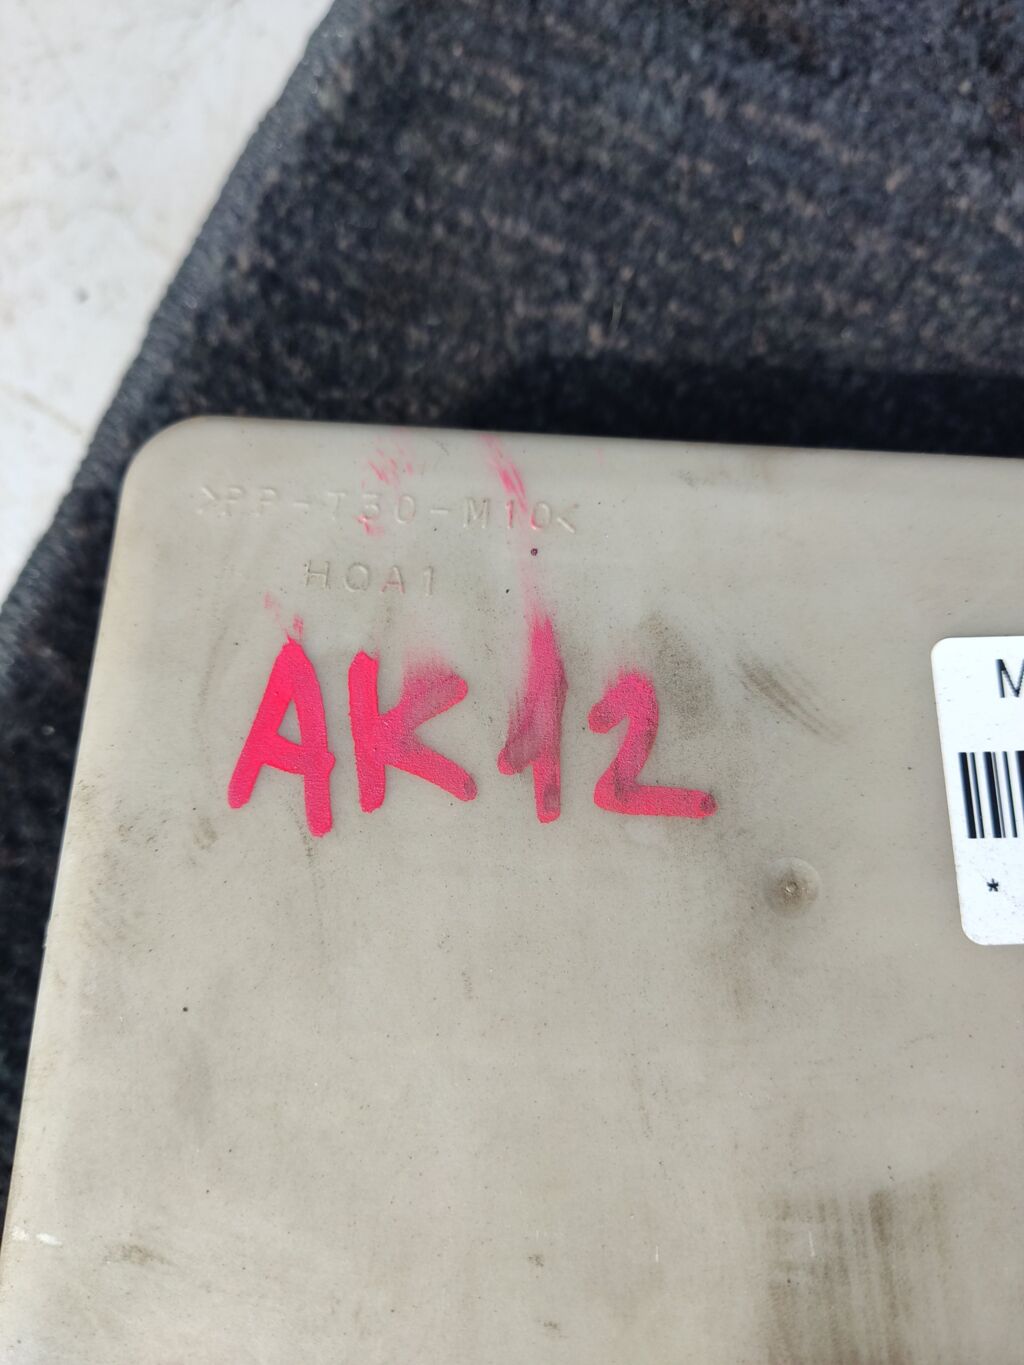 >PP-T30-M10<
HOA1
AK12
M
*